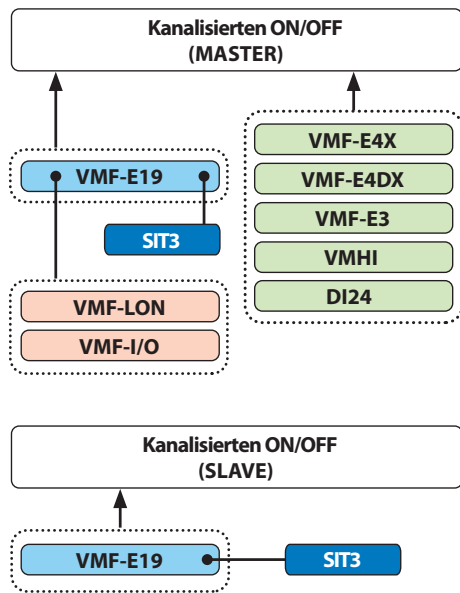 Kanalisierten ON/OFF
(MASTER)
VMF-E19
SIT3
VMF-LON
VMF-I/O
VMF-E4X
VMF-E4DX
VMF-E3
VMHI
DI24
Kanalisierten ON/OFF
(SLAVE)
VMF-E19
SIT3